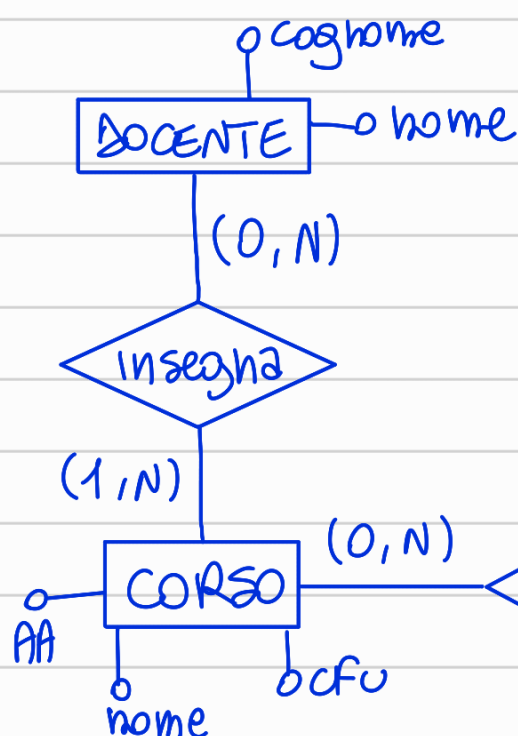 cognome
DOCENTE
nome
(0,N)
insegna
(1,N)
(0,N)
CORSO
AA
cfu
nome